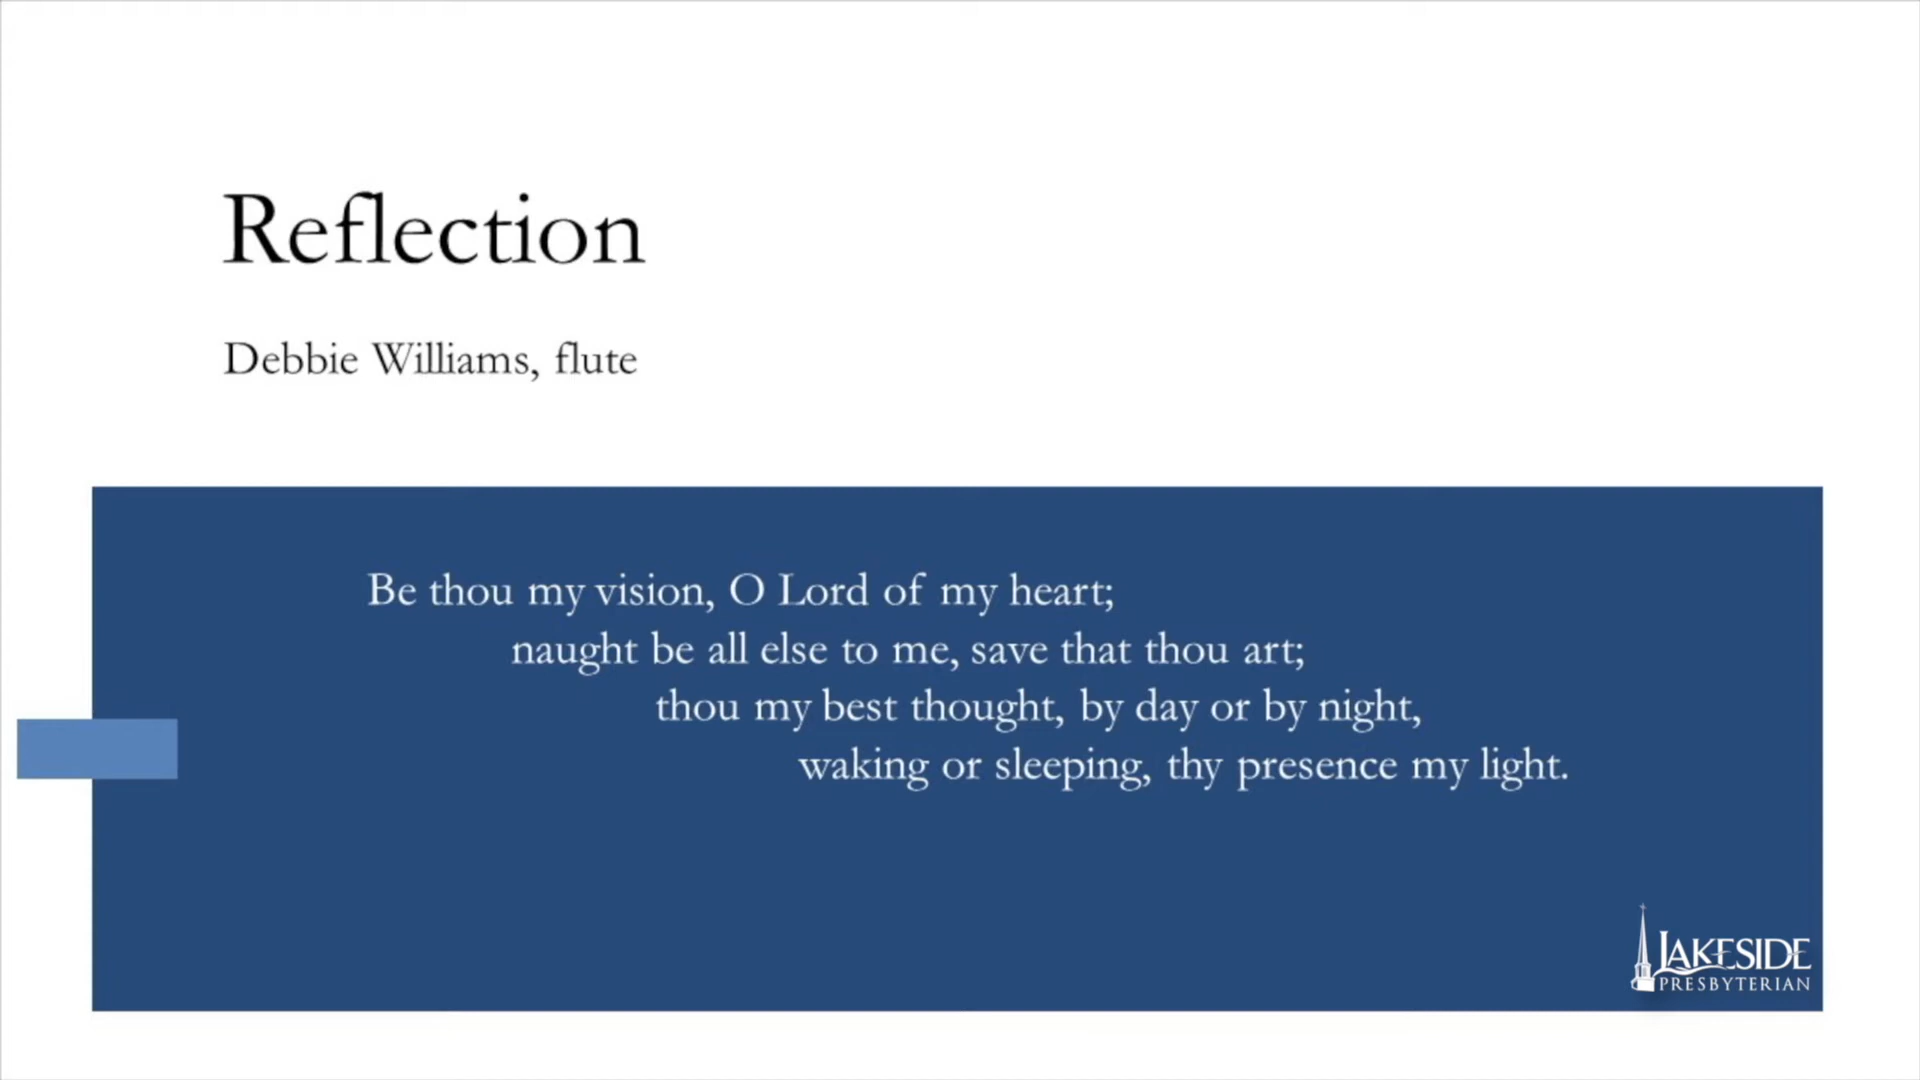 Reflection
Debbie Williams, flute
Be thou my vision, O Lord of my heart;
naught be all else to me, save that thou art;
thou my best thought, by day or by night,
waking or sleeping, thy presence my light.
LAKESIDE
PRESBYTERIAN